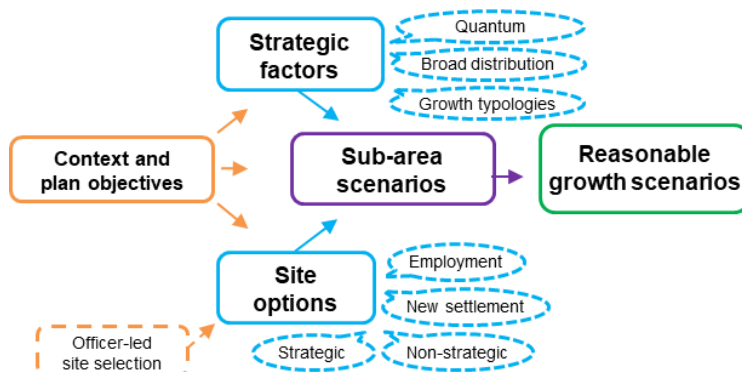 Strategic
factors
Quantum
Broad distribution
Growth typologies
Context and
plan objectives
Sub-area
scenarios
Reasonable
growth scenarios
Site
options
Employment
New settlement
Strategic
Non-strategic
Officer-led
site selection